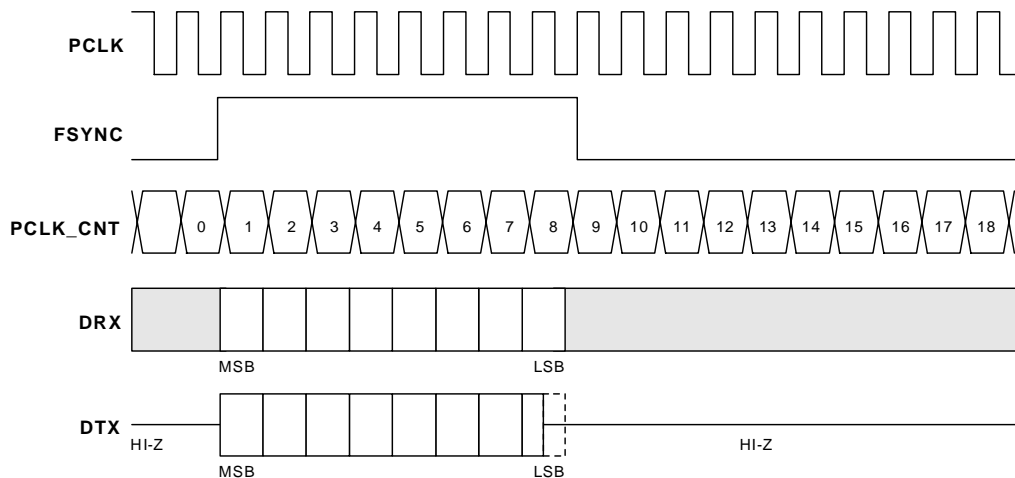 PCLK
FSYNC
PCLK_CNT 0 1 2 3 4 5 6 7 8 9 10 11 12 13 14 15 16 17 18
DRX
MSB LSB
DTX
HI-Z HI-Z
MSB LSB